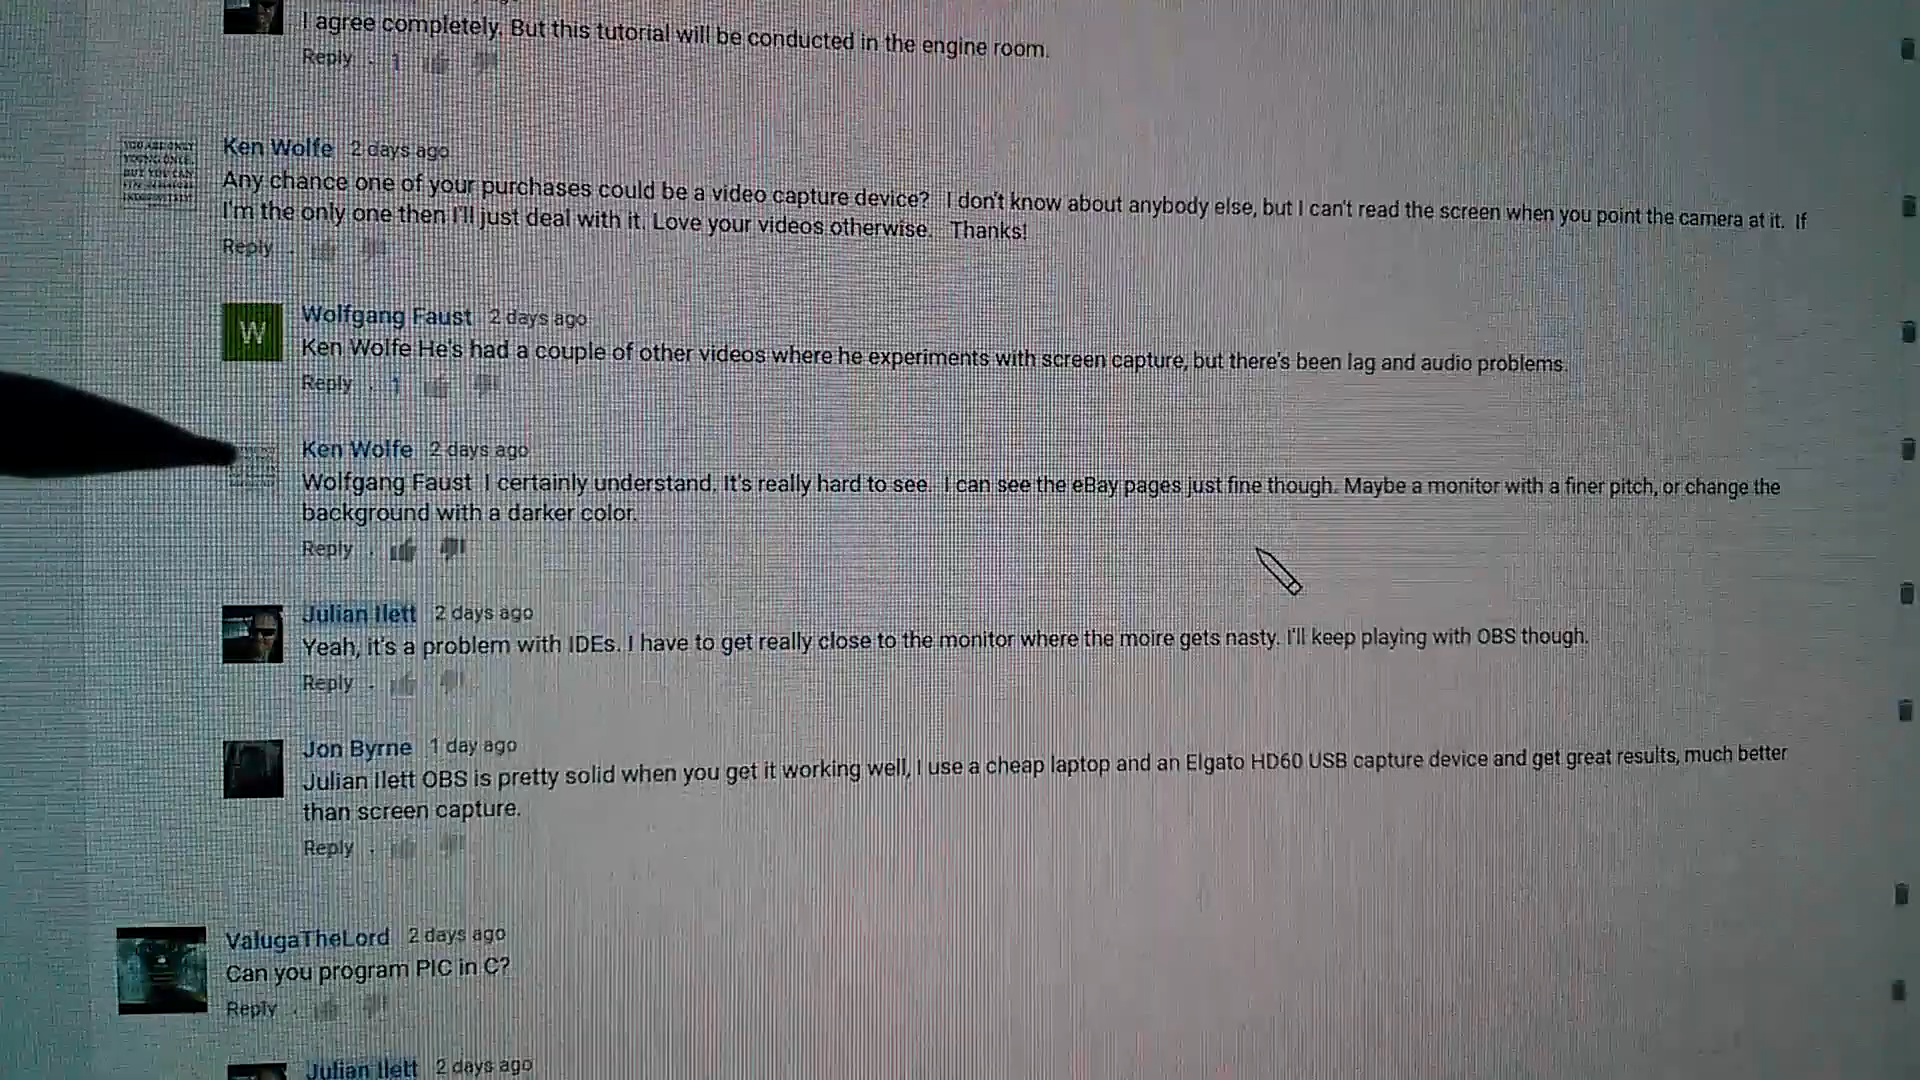 I agree completely. But this tutorial will be conducted in the engine room.
Reply . 1
Ken Wolfe 2 days ago
Any chance one of your purchases could be a video capture device? I don't know about anybody else, but I can't read the screen when you point the camera at it. If
I'm the only one then I'll just deal with it. Love your videos otherwise. Thanks!
Reply .
W
Wolfgang Faust 2 days ago
Ken Wolfe He's had a couple of other videos where he experiments with screen capture, but there's been lag and audio problems.
Reply . 1
Ken Wolfe 2 days ago
Wolfgang Faust I certainly understand. It's really hard to see. I can see the eBay pages just fine though. Maybe a monitor with a finer pitch, or change the
background with a darker color.
Reply .
Julian Ilett 2 days ago
Yeah, it's a problem with IDEs. I have to get really close to the monitor where the moire gets nasty. I'll keep playing with OBS though.
Reply .
Jon Byrne 1 day ago
Julian Ilett OBS is pretty solid when you get it working well, I use a cheap laptop and an Elgato HD60 USB capture device and get great results, much better
than screen capture.
Reply .
ValugaTheLord 2 days ago
Can you program PIC in C?
Reply .
Julian Ilett 2 days ago